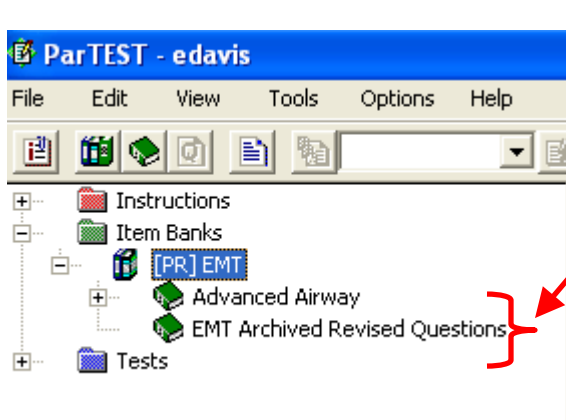 ParTEST - edavis
File Edit View Tools Options Help
Instructions
Item Banks
[PR] EMT
Advanced Airway
EMT Archived Revised Questions
Tests